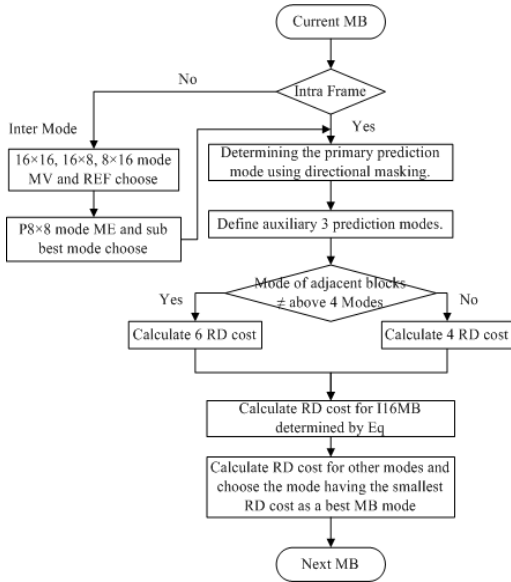 Current MB
No
Intra Frame
Inter Mode
Yes
16×16, 16×8, 8×16 mode
MV and REF choose
Determining the primary prediction
mode using directional masking.
P8×8 mode ME and sub
best mode choose
Define auxiliary 3 prediction modes.
Mode of adjacent blocks
≠ above 4 Modes
Yes
No
Calculate 6 RD cost
Calculate 4 RD cost
Calculate RD cost for I16MB
determined by Eq
Calculate RD cost for other modes and
choose the mode having the smallest
RD cost as a best MB mode
Next MB